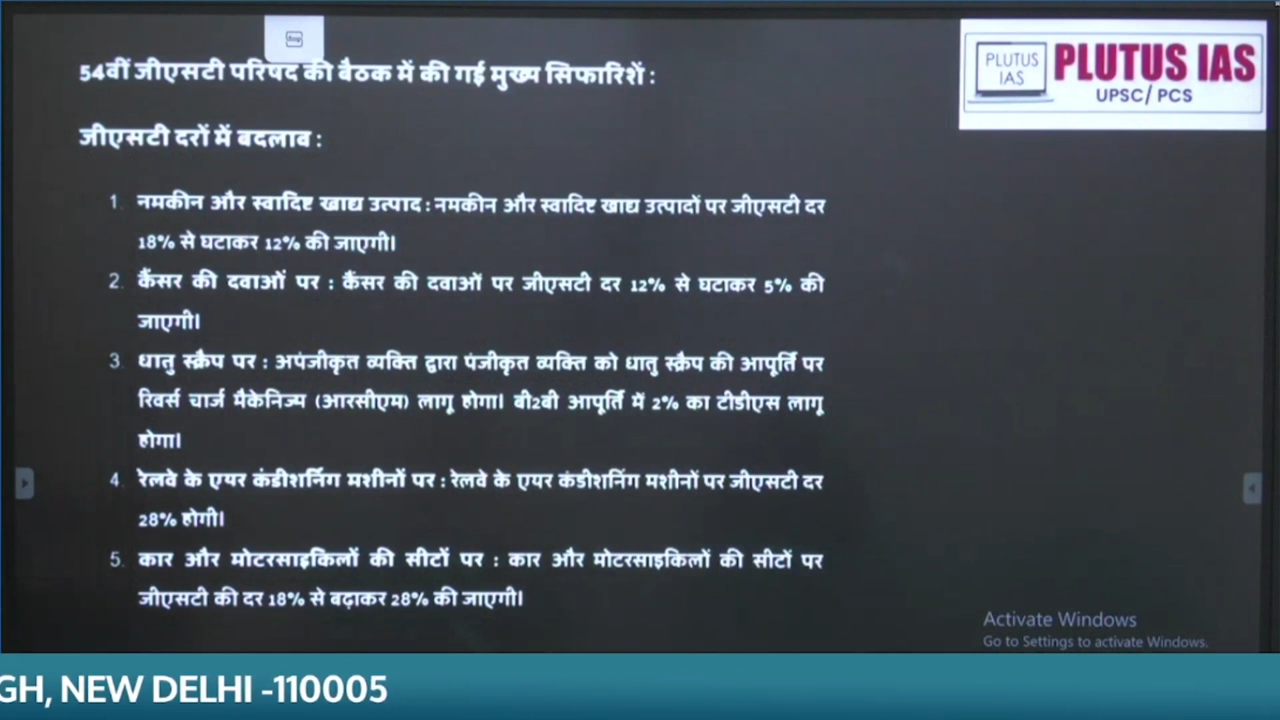 54वीं जीएसटी परिषद की बैठक में की गई मुख्य सिफारिशें :
PLUTUS IAS
PLUTUS IAS
UPSC/ PCS
जीएसटी दरों में बदलाव :
1. नमकीन और स्वादिष्ट खाद्य उत्पाद : नमकीन और स्वादिष्ट खाद्य उत्पादों पर जीएसटी दर
18% से घटाकर 12% की जाएगी।
2. कैंसर की दवाओं पर : कैंसर की दवाओं पर जीएसटी दर 12% से घटाकर 5% की
जाएगी।
3. धातु स्क्रैप पर : अपंजीकृत व्यक्ति द्वारा पंजीकृत व्यक्ति को धातु स्क्रैप की आपूर्ति पर
रिवर्स चार्ज मैकेनिज्म (आरसीएम) लागू होगा। बी2बी आपूर्ति में 2% का टीडीएस लागू
होगा।
4. रेलवे के एयर कंडीशर्निंग मशीनों पर : रेलवे के एयर कंडीशनिंग मशीनों पर जीएसटी दर
28% होगी।
5. कार और मोटरसाइकिलों की सीटों पर : कार और मोटरसाइकिलों की सीटों पर
जीएसटी की दर 18% से बढ़ाकर 28% की जाएगी।
Activate Windows
Go to Settings to activate Windows.
GH, NEW DELHI -110005